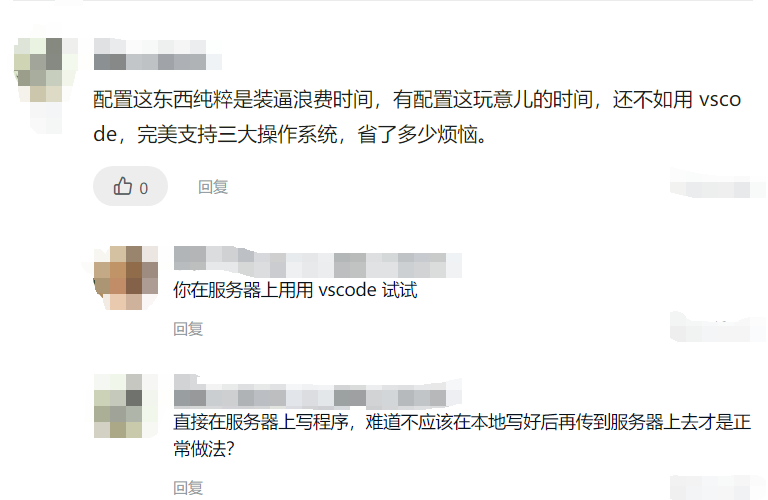 配置这东西纯粹是装逼浪费时间，有配置这玩意儿的时间，还不如用 vsco
de，完美支持三大操作系统，省了多少烦恼。
0 回复
你在服务器上用用 vscode 试试
回复
直接在服务器上写程序，难道不应该在本地写好后再传到服务器上去才是正
常做法？
回复